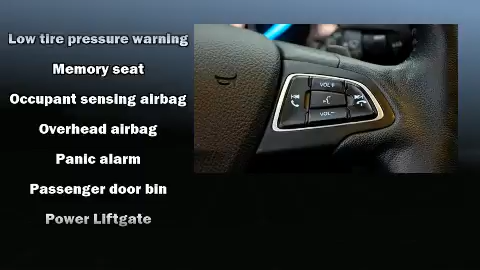 Low tire pressure warning
Memory seat
Occupant sensing airbag
Overhead airbag
Panic alarm
Passenger door bin
Power Liftgate
VOL+
VOL-